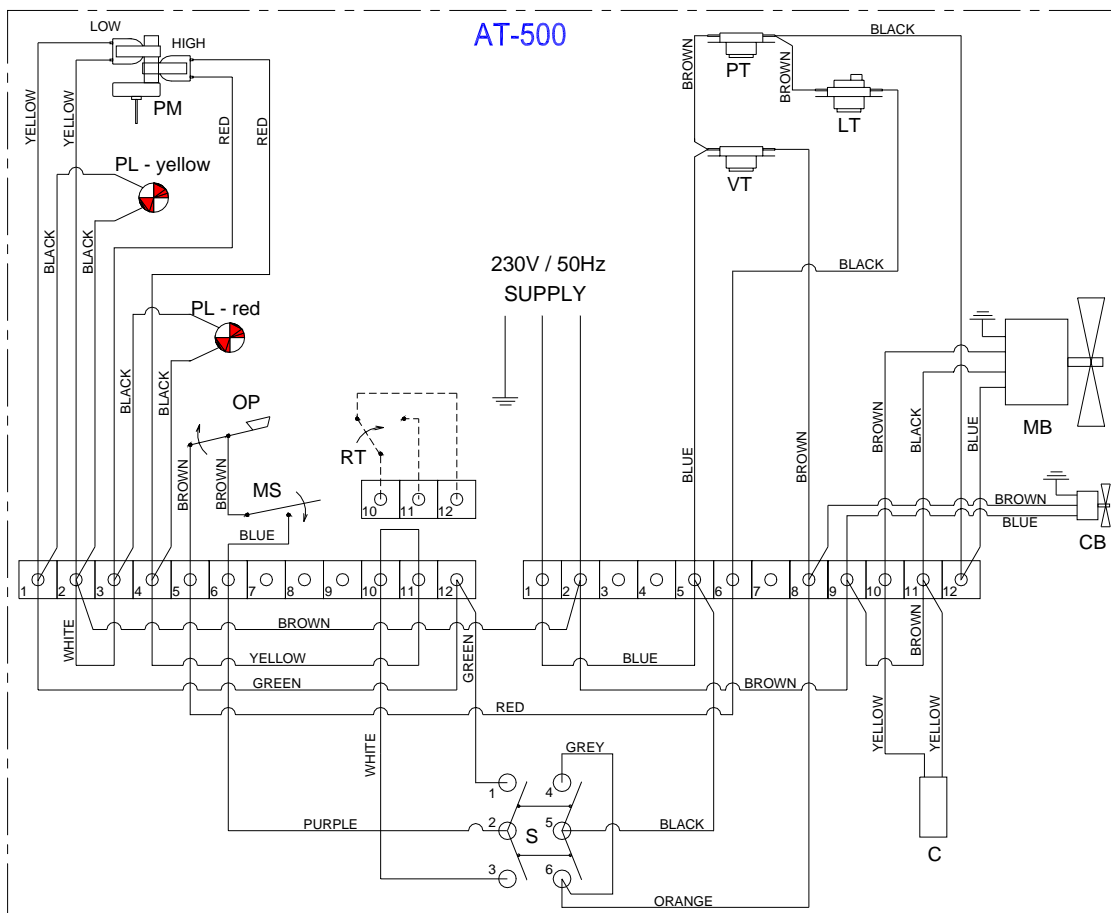 AT-500
LOW
HIGH
PM
YELLOW
YELLOW
RED
RED
PL - yellow
BLACK
BLACK
PL - red
BLACK
BLACK
OP
BROWN
BROWN
MS
BLUE
RT
10
11
12
230V / 50Hz
SUPPLY
BROWN
PT
BROWN
BLACK
LT
VT
BLACK
BLUE
BROWN
BROWN
BLACK
BLUE
MB
BROWN
BLUE
CB
1
2
3
4
5
6
7
8
9
10
11
12
1
2
3
4
5
6
7
8
9
10
11
12
BROWN
WHITE
YELLOW
GREEN
GREEN
BLUE
BROWN
BROWN
RED
WHITE
GREY
YELLOW
YELLOW
1
4
PURPLE
2
S
5
BLACK
3
6
ORANGE
C